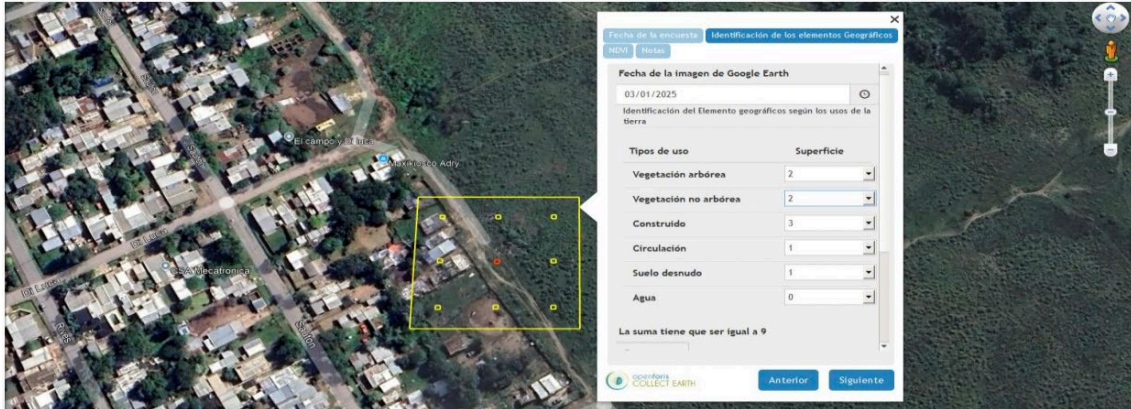 Fecha de la encuesta
Identificación de los elementos Geográficos
NDVI
Notas
Fecha de la imagen de Google Earth
03/01/2025
Identificación del Elemento geográficos según los usos de la
tierra
Tipos de uso
Superficie
Vegetación arbórea
2
Vegetación no arbórea
2
Construido
3
Circulación
1
Suelo desnudo
1
Agua
0
La suma tiene que ser igual a 9
openforis
COLLECT EARTH
Anterior
Siguiente
El campo y Di luca
Maxikiosco Adry
CSA Mecatronica